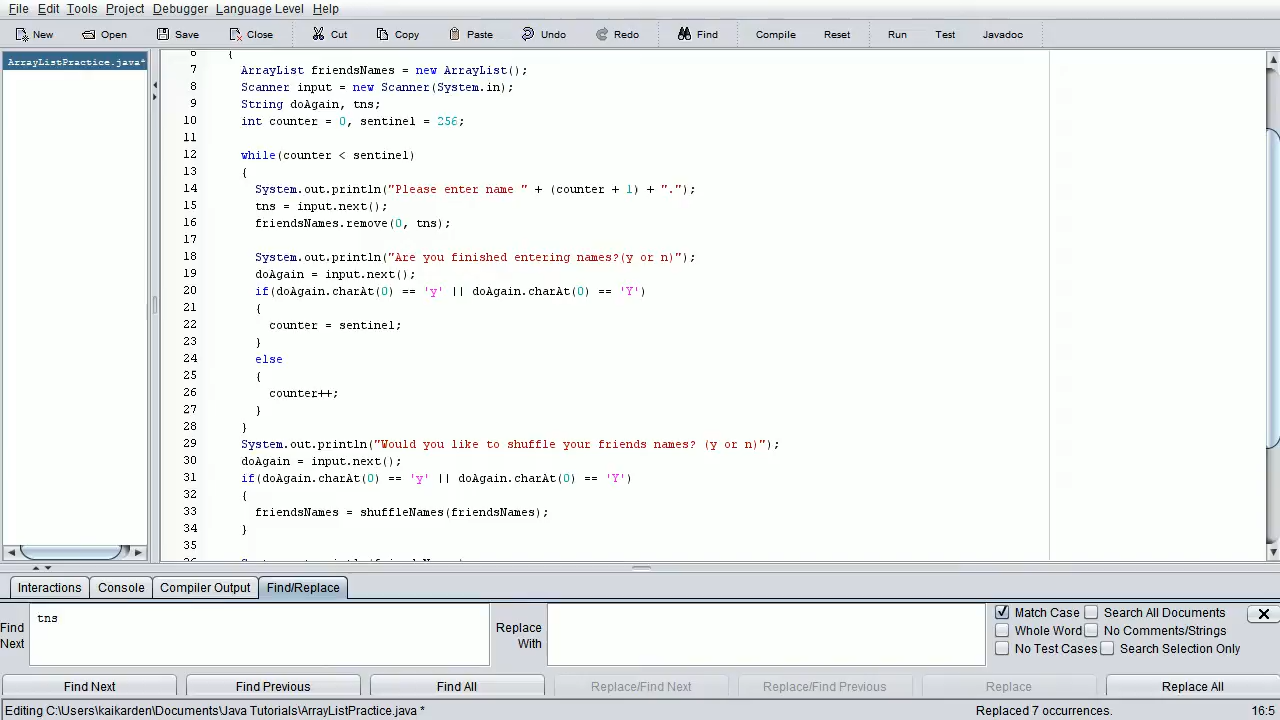 File Edit Tools Project Debugger Language Level Help
New Open Save Close Cut Copy Paste Undo Redo Find Compile Reset Run Test Javadoc
ArrayListPractice.java*
6 {
7 ArrayList friendsNames = new ArrayList();
8 Scanner input = new Scanner(System.in);
9 String doAgain, tns;
10 int counter = 0, sentinel = 256;
11
12 while(counter < sentinel)
13 {
14 System.out.println("Please enter name " + (counter + 1) + ".");
15 tns = input.next();
16 friendsNames.remove(0, tns);
17
18 System.out.println("Are you finished entering names?(y or n)");
19 doAgain = input.next();
20 if(doAgain.charAt(0) == 'y' || doAgain.charAt(0) == 'Y')
21 {
22 counter = sentinel;
23 }
24 else
25 {
26 counter++;
27 }
28 }
29 System.out.println("Would you like to shuffle your friends names? (y or n)");
30 doAgain = input.next();
31 if(doAgain.charAt(0) == 'y' || doAgain.charAt(0) == 'Y')
32 {
33 friendsNames = shuffleNames(friendsNames);
34 }
35
Interactions Console Compiler Output Find/Replace
Find Next
tns
Replace With
Match Case Search All Documents
Whole Word No Comments/Strings
No Test Cases Search Selection Only
Find Next Find Previous Find All Replace/Find Next Replace/Find Previous Replace Replace All
Editing C:\Users\kaikarden\Documents\Java Tutorials\ArrayListPractice.java * Replaced 7 occurrences. 16:5